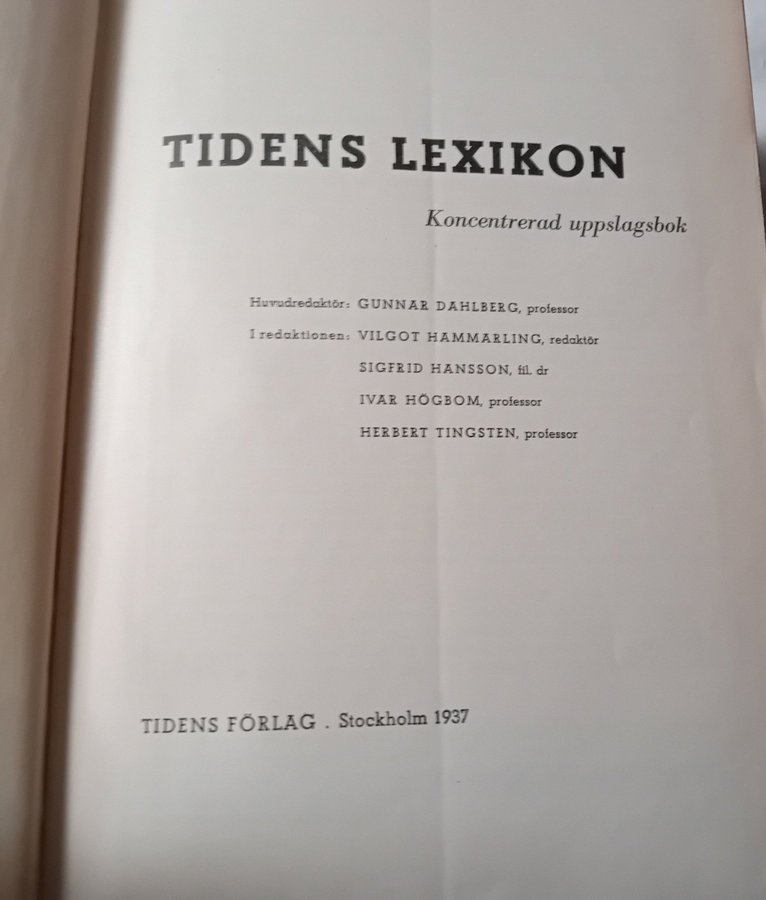 TIDENS LEXIKON
Koncentrerad uppslagsbok
Huvudredaktör: GUNNAR DAHLBERG, professor
I redaktionen: VILGOT HAMMARLING, redaktör
SIGFRID HANSSON, fil. dr
IVAR HÖGBOM, professor
HERBERT TINGSTEN, professor
TIDENS FÖRLAG . Stockholm 1937